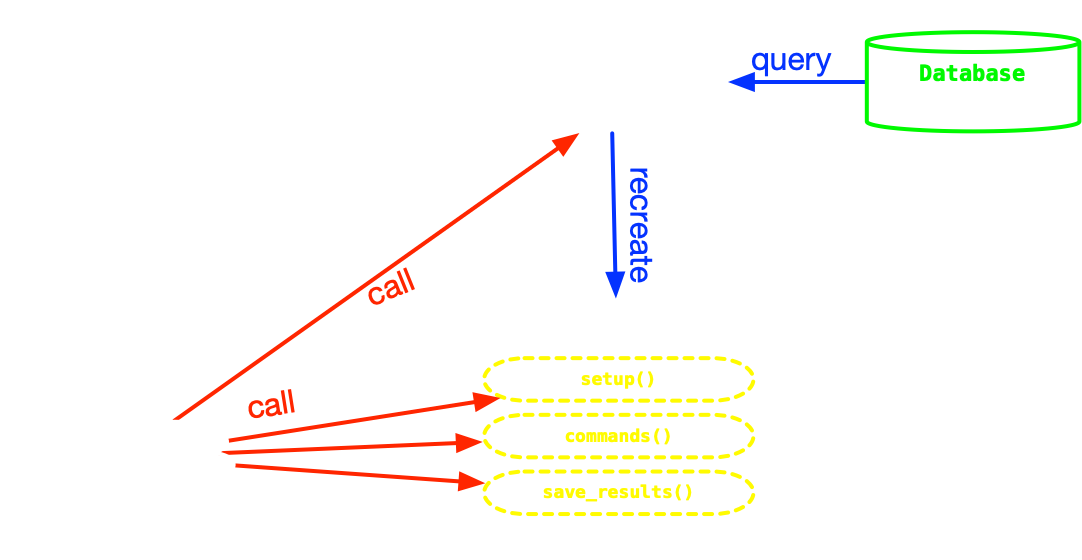 query
Database
recreate
call
call
setup()
commands()
save_results()